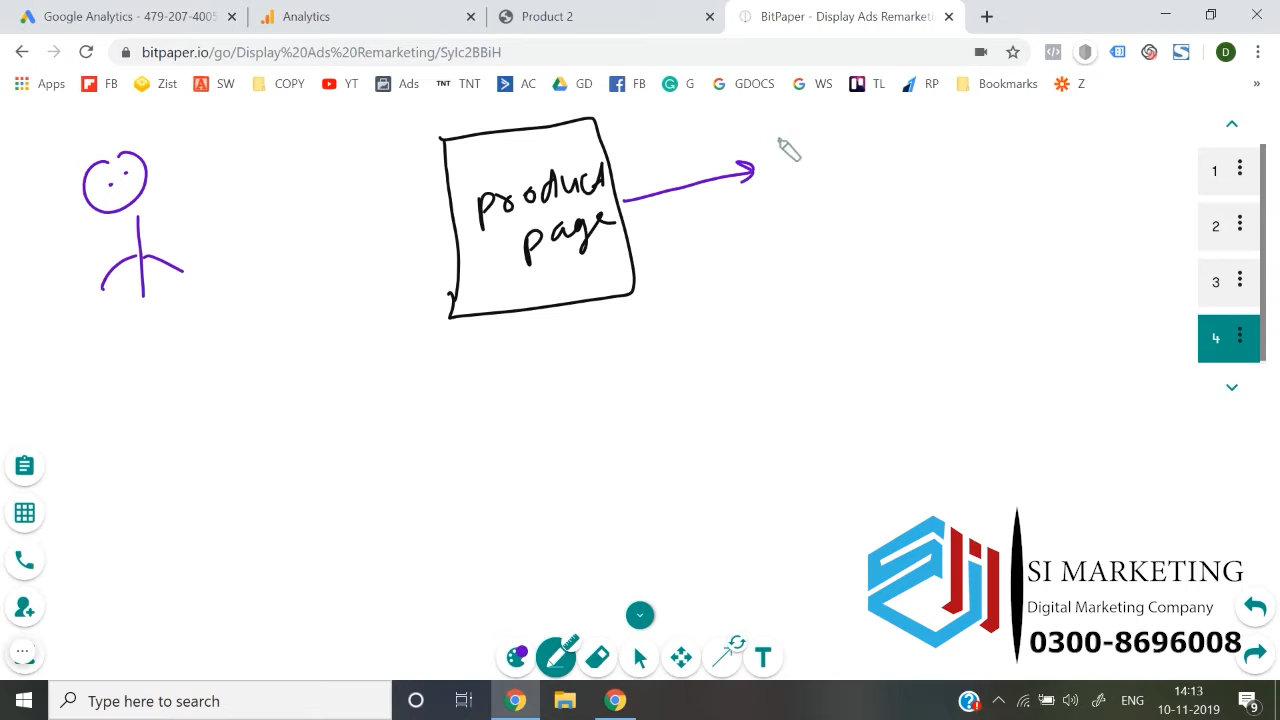 Google Analytics - 479-207-4005
Analytics
Product 2
BitPaper - Display Ads Remarketi
bitpaper.io/go/Display%20Ads%20Remarketing/Sylc2BBiH
D
Apps
FB
Zist
SW
COPY
YT
Ads
TNT TNT
AC
GD
FB
G
GDOCS
WS
TL
RP
Bookmarks
Z
»
product
page
1
2
3
4
T
SI MARKETING
Digital Marketing Company
0300-8696008
Type here to search
ENG
14:13
10-11-2019
9